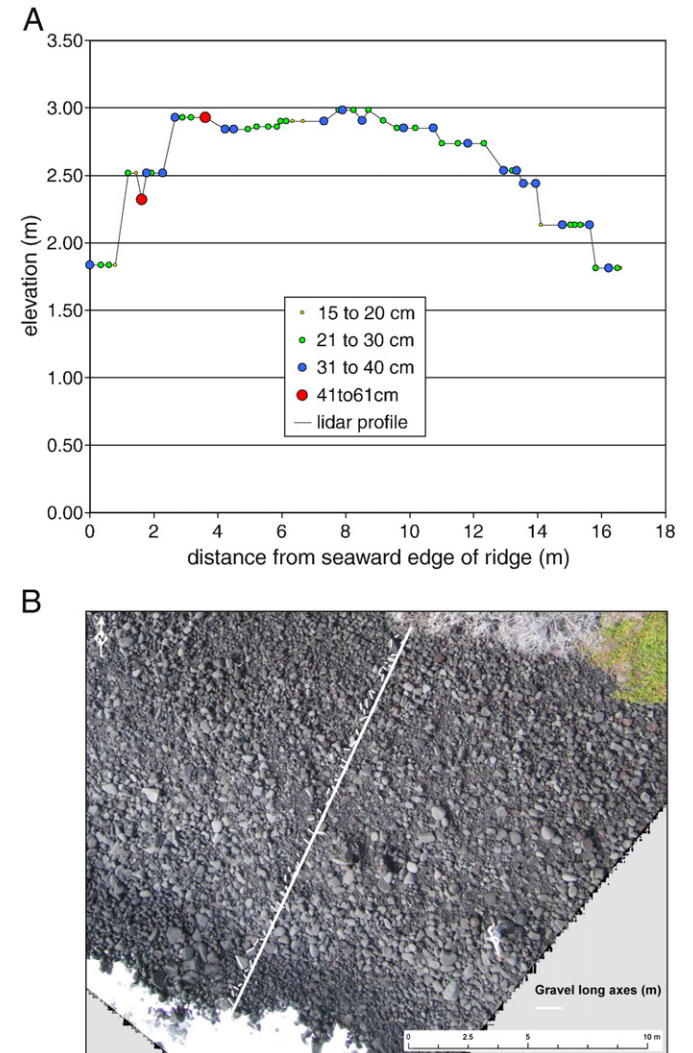 A
3.50
3.00
2.50
2.00
1.50
1.00
0.50
0.00
elevation (m)
15 to 20 cm
21 to 30 cm
31 to 40 cm
41to61cm
lidar profile
0 2 4 6 8 10 12 14 16 18
distance from seaward edge of ridge (m)
B
Gravel long axes (m)
0 2.5 5 10 m